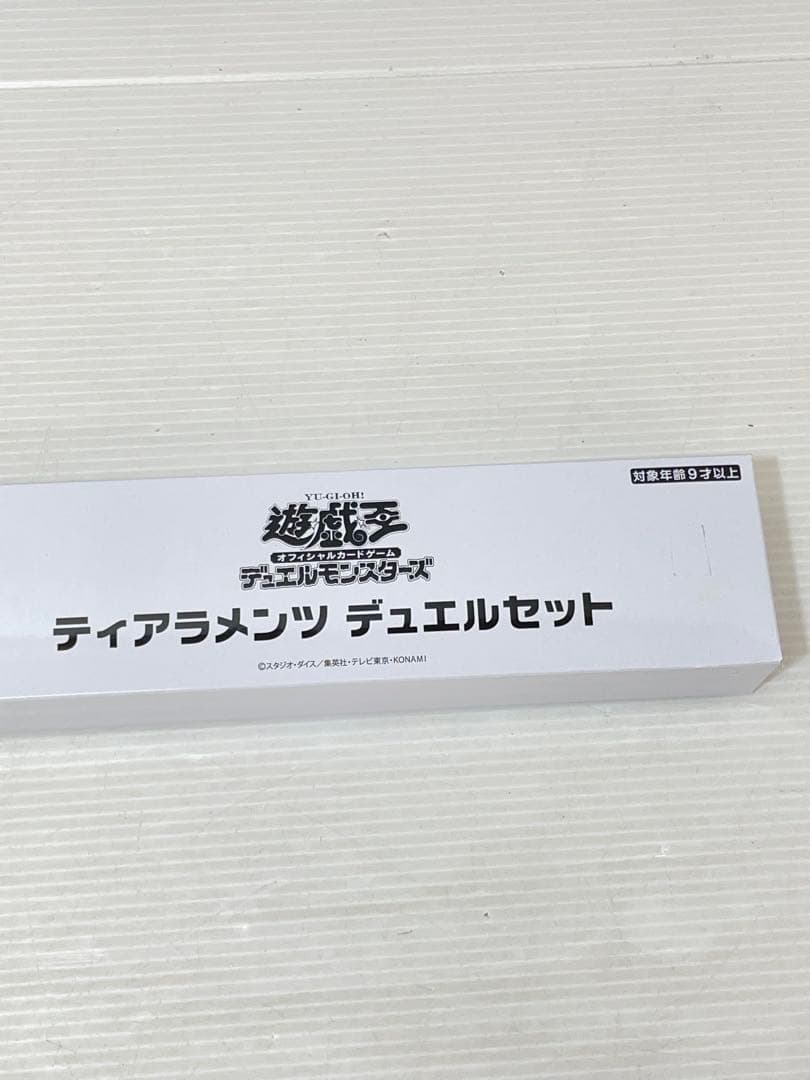 対象年齢9才以上
YU-GI-OH!
遊戯王
オフィシャルカードゲーム
デュエルモンスターズ
ティアラメンツ デュエルセット
©スタジオ・ダイス／集英社・テレビ東京・KONAMI